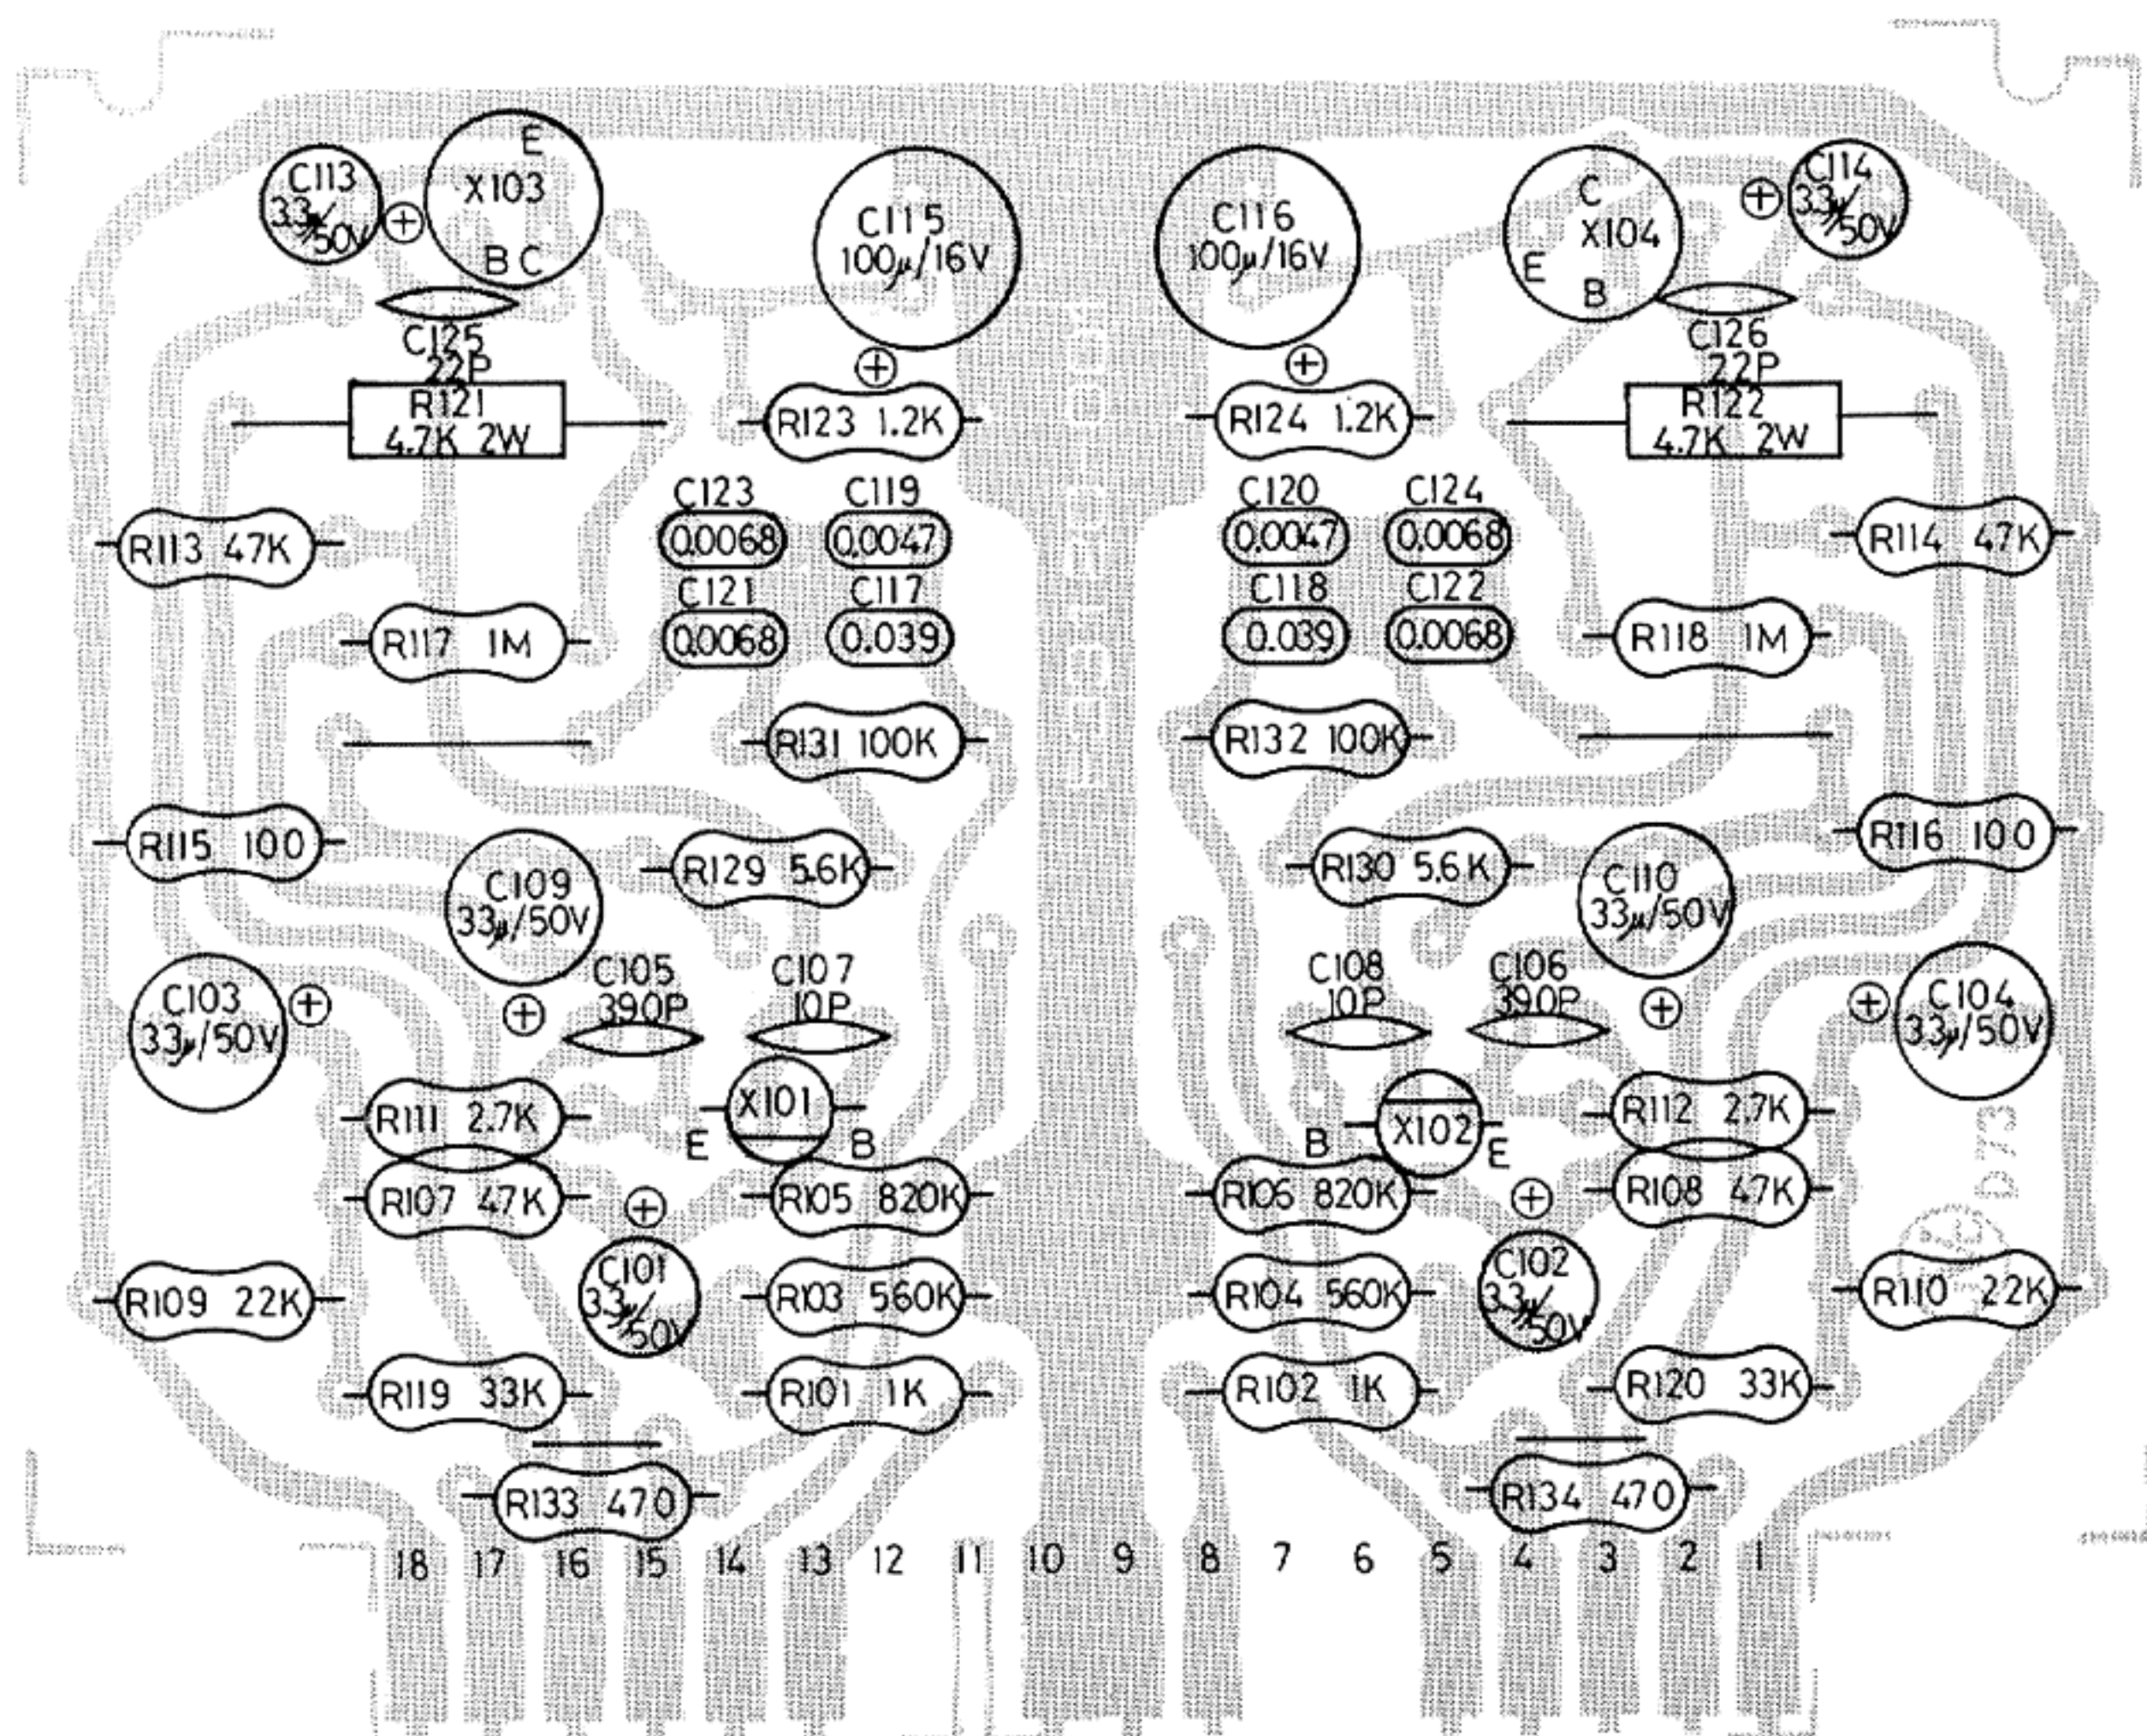 E
C113
3.3μ/50V
X103
B C
C115
100μ/16V
C116
100μ/16V
C
X104
E
B
C114
3.3μ/50V
C125
22P
C126
22P
R121
4.7K 2W
R123 1.2K
R124 1.2K
R122
4.7K 2W
C123
0.0068
C119
0.0047
C120
0.0047
C124
0.0068
R113 47K
R114 47K
C121
0.0068
C117
0.039
C118
0.039
C122
0.0068
R117 1M
R118 1M
R131 100K
R132 100K
R115 100
R129 5.6K
R130 5.6K
R116 100
C109
33μ/50V
C110
33μ/50V
C103
33μ/50V
C105
390P
C107
10P
C108
10P
C106
390P
C104
33μ/50V
R111 2.7K
X101
E
B
B
X102
E
R112 2.7K
R107 47K
R105 820K
R106 820K
R108 47K
R109 22K
C101
3.3μ/50V
R103 560K
R104 560K
C102
3.3μ/50V
R110 22K
R119 33K
R101 1K
R102 1K
R120 33K
R133 470
R134 470
18 17 16 15 14 13 12 11 10 9 8 7 6 5 4 3 2 1